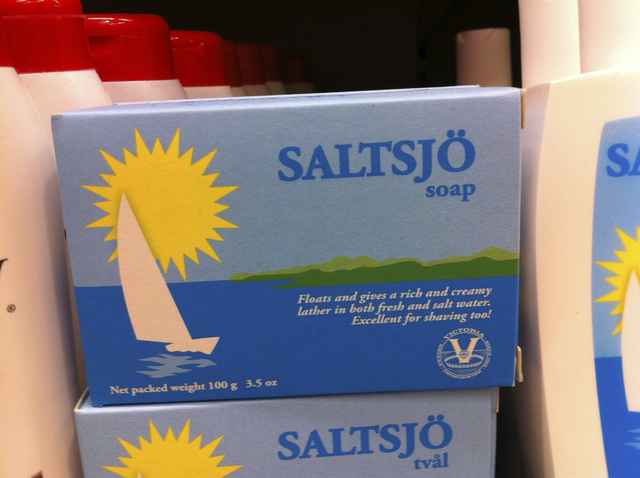 SALTSJÖ
soap
Floats and gives a rich and creamy
lather in both fresh and salt water.
Excellent for shaving too!
VICTORIA
V
Net packed weight 100 g 3.5 oz
SALTSJÖ
tvål
SA